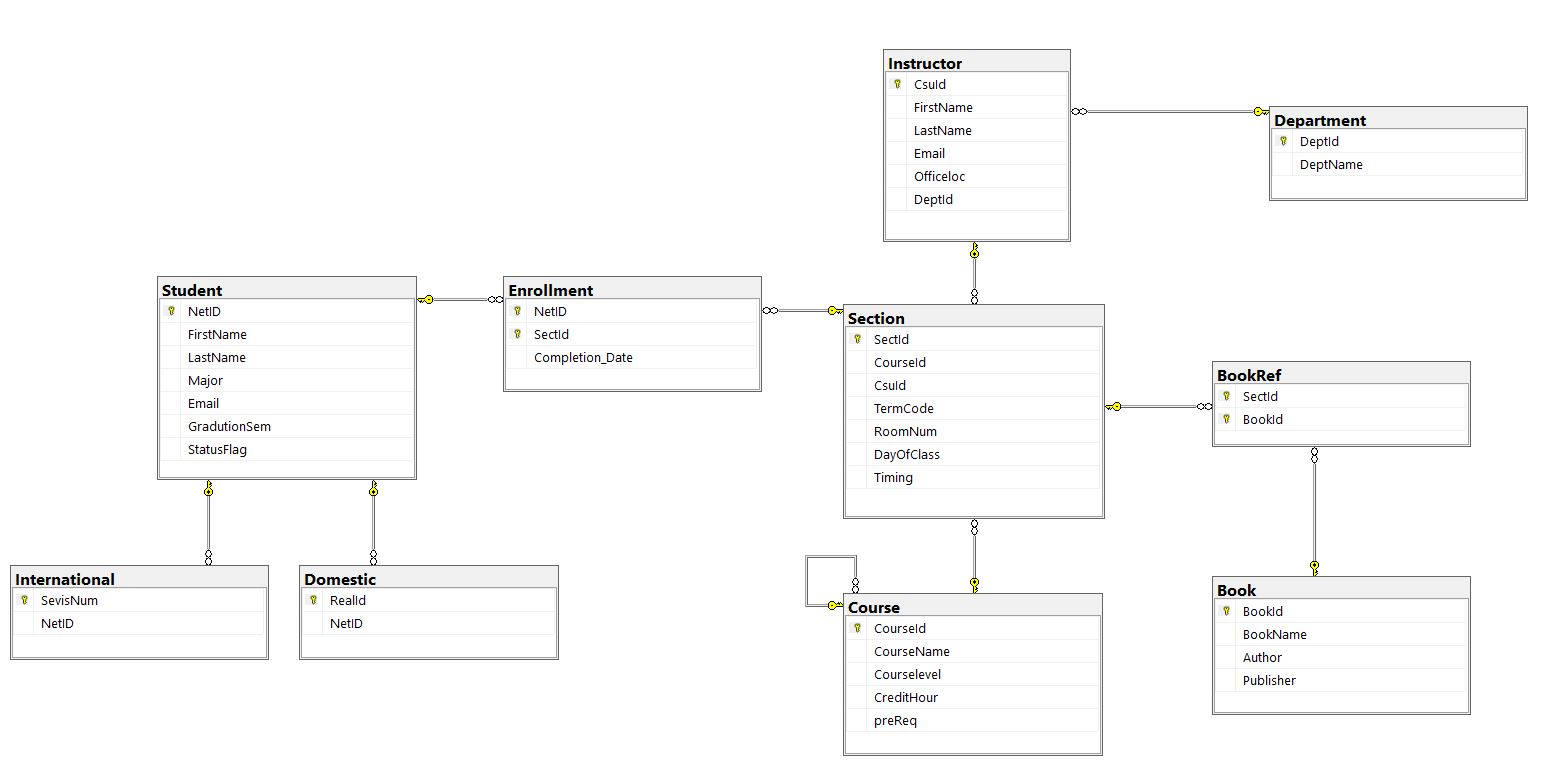 Instructor
CsuId
FirstName
LastName
Email
Officeloc
DeptId
Department
DeptId
DeptName
Student
NetID
FirstName
LastName
Major
Email
GradutionSem
StatusFlag
Enrollment
NetID
SectId
Completion_Date
Section
SectId
CourseId
CsuId
TermCode
RoomNum
DayOfClass
Timing
BookRef
SectId
BookId
International
SevisNum
NetID
Domestic
RealId
NetID
Course
CourseId
CourseName
Courselevel
CreditHour
preReq
Book
BookId
BookName
Author
Publisher